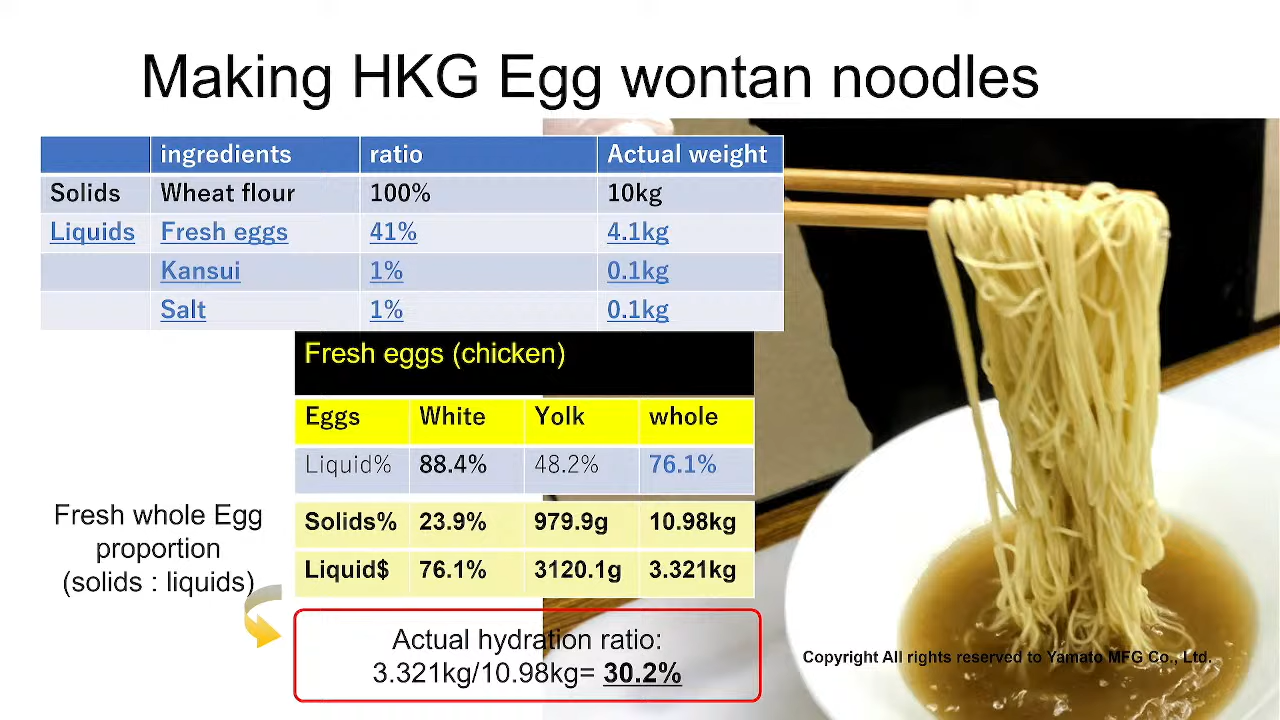 Making HKG Egg wontan noodles
ingredients ratio Actual weight
Solids Wheat flour 100% 10kg
Liquids Fresh eggs 41% 4.1kg
Kansui 1% 0.1kg
Salt 1% 0.1kg
Fresh eggs (chicken)
Eggs White Yolk whole
Liquid% 88.4% 48.2% 76.1%
Solids% 23.9% 979.9g 10.98kg
Liquid$ 76.1% 3120.1g 3.321kg
Fresh whole Egg
proportion
(solids : liquids)
Actual hydration ratio:
3.321kg/10.98kg= 30.2%
Copyright All rights reserved to Yamato MFG Co., Ltd.